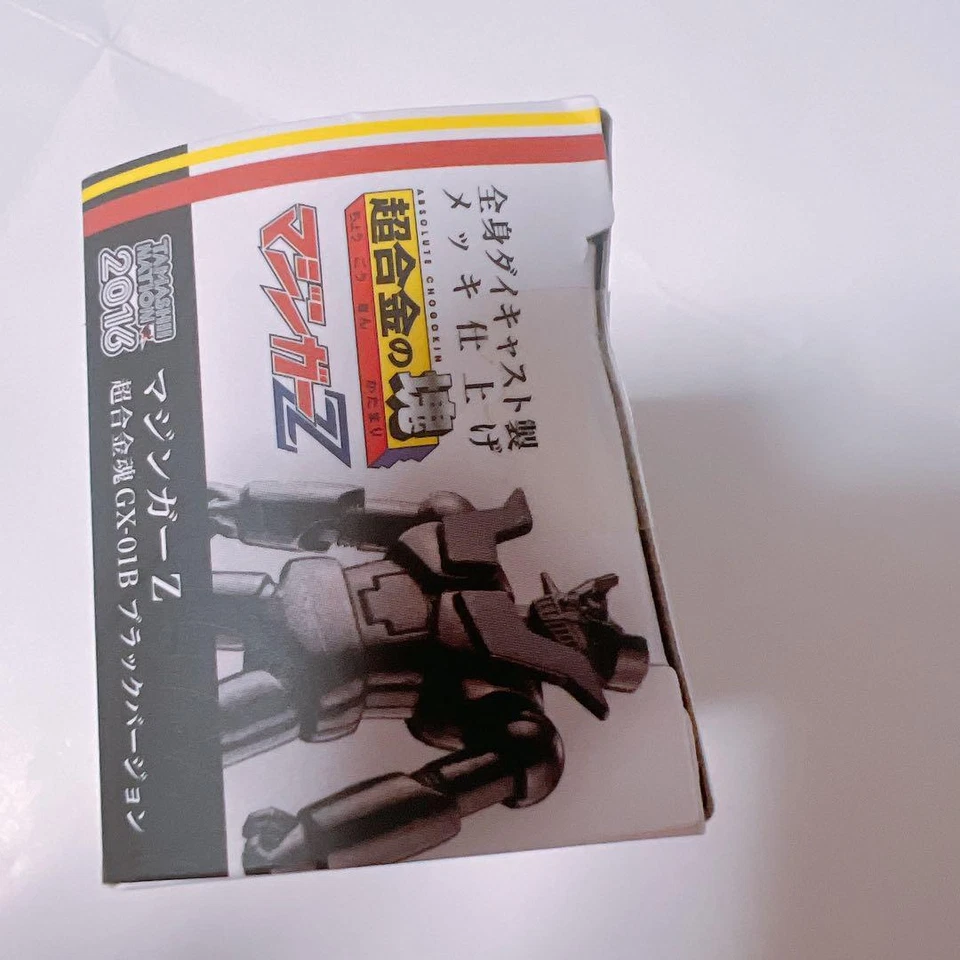 全身ダイキャスト製
メッキ仕上げ
ABSOLUTE CHOGOKIN
超合金の塊
ちょう ごう きん かたまり
マジンガーZ
TAMASHII
NATION
2016
マジンガーZ
超合金魂 GX-01B ブラックバージョン